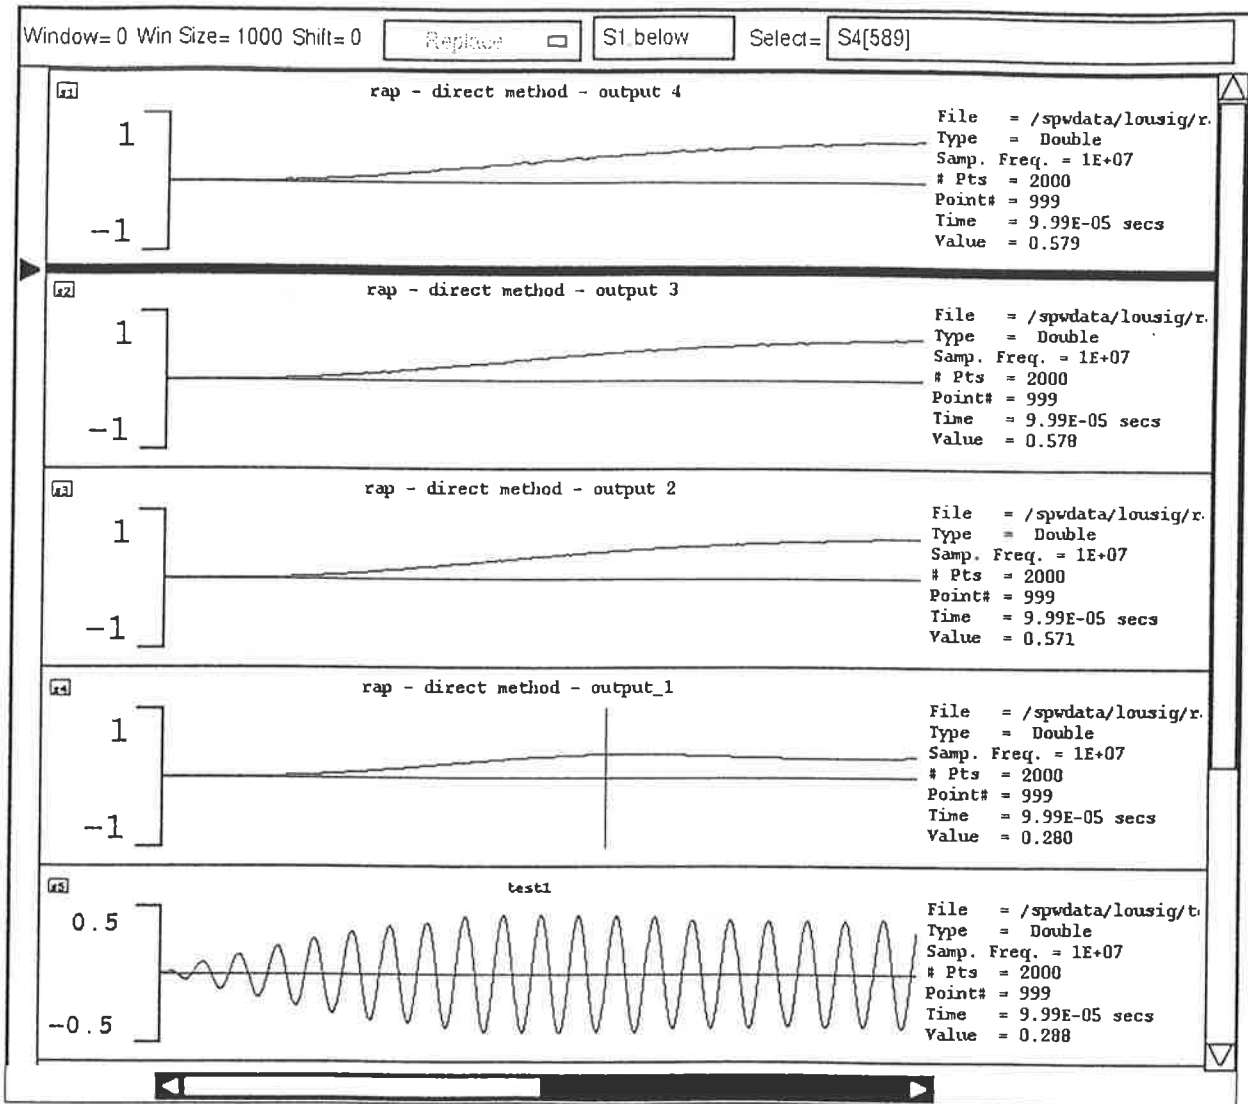 Window= 0 Win Size= 1000 Shift= 0 Replace S1 below Select= S4[589]
s1 rap - direct method - output 4
1
-1
File = /spwdata/lousig/r
Type = Double
Samp. Freq. = 1E+07
# Pts = 2000
Point# = 999
Time = 9.99E-05 secs
Value = 0.579
s2 rap - direct method - output 3
1
-1
File = /spwdata/lousig/r
Type = Double
Samp. Freq. = 1E+07
# Pts = 2000
Point# = 999
Time = 9.99E-05 secs
Value = 0.578
s3 rap - direct method - output 2
1
-1
File = /spwdata/lousig/r
Type = Double
Samp. Freq. = 1E+07
# Pts = 2000
Point# = 999
Time = 9.99E-05 secs
Value = 0.571
s4 rap - direct method - output_1
1
-1
File = /spwdata/lousig/r
Type = Double
Samp. Freq. = 1E+07
# Pts = 2000
Point# = 999
Time = 9.99E-05 secs
Value = 0.280
s5 test1
0.5
-0.5
File = /spwdata/lousig/t
Type = Double
Samp. Freq. = 1E+07
# Pts = 2000
Point# = 999
Time = 9.99E-05 secs
Value = 0.288